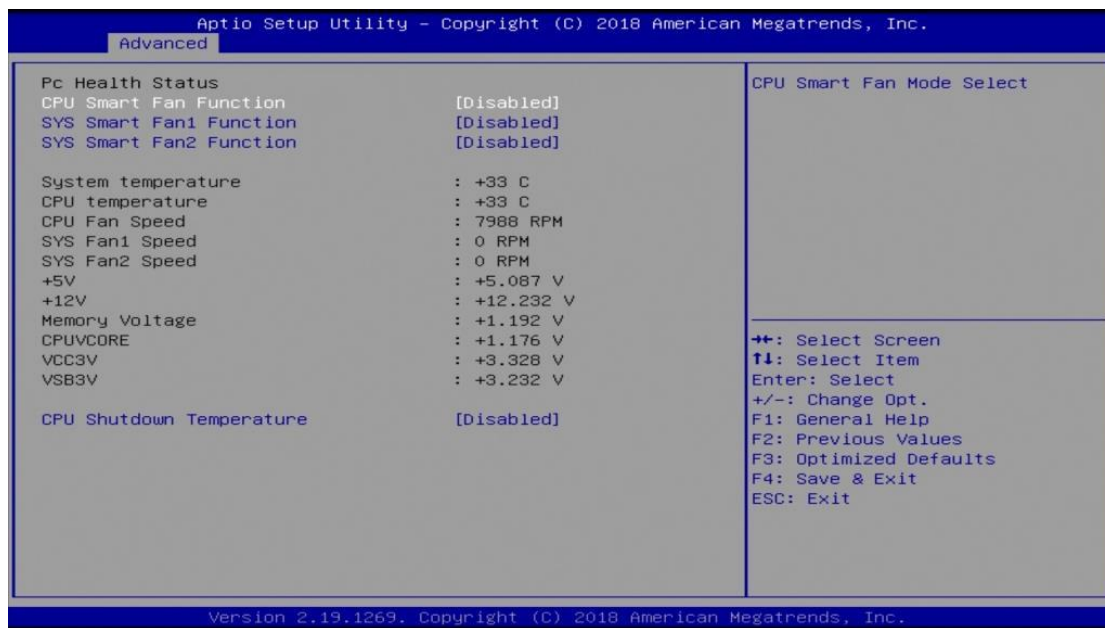 Aptio Setup Utility – Copyright (C) 2018 American Megatrends, Inc.
Advanced
Pc Health Status
CPU Smart Fan Function [Disabled]
SYS Smart Fan1 Function [Disabled]
SYS Smart Fan2 Function [Disabled]
System temperature : +33 C
CPU temperature : +33 C
CPU Fan Speed : 7988 RPM
SYS Fan1 Speed : 0 RPM
SYS Fan2 Speed : 0 RPM
+5V : +5.087 V
+12V : +12.232 V
Memory Voltage : +1.192 V
CPUVCORE : +1.176 V
VCC3V : +3.328 V
VSB3V : +3.232 V
CPU Shutdown Temperature [Disabled]
CPU Smart Fan Mode Select
→←: Select Screen
↑↓: Select Item
Enter: Select
+/-: Change Opt.
F1: General Help
F2: Previous Values
F3: Optimized Defaults
F4: Save & Exit
ESC: Exit
Version 2.19.1269. Copyright (C) 2018 American Megatrends, Inc.